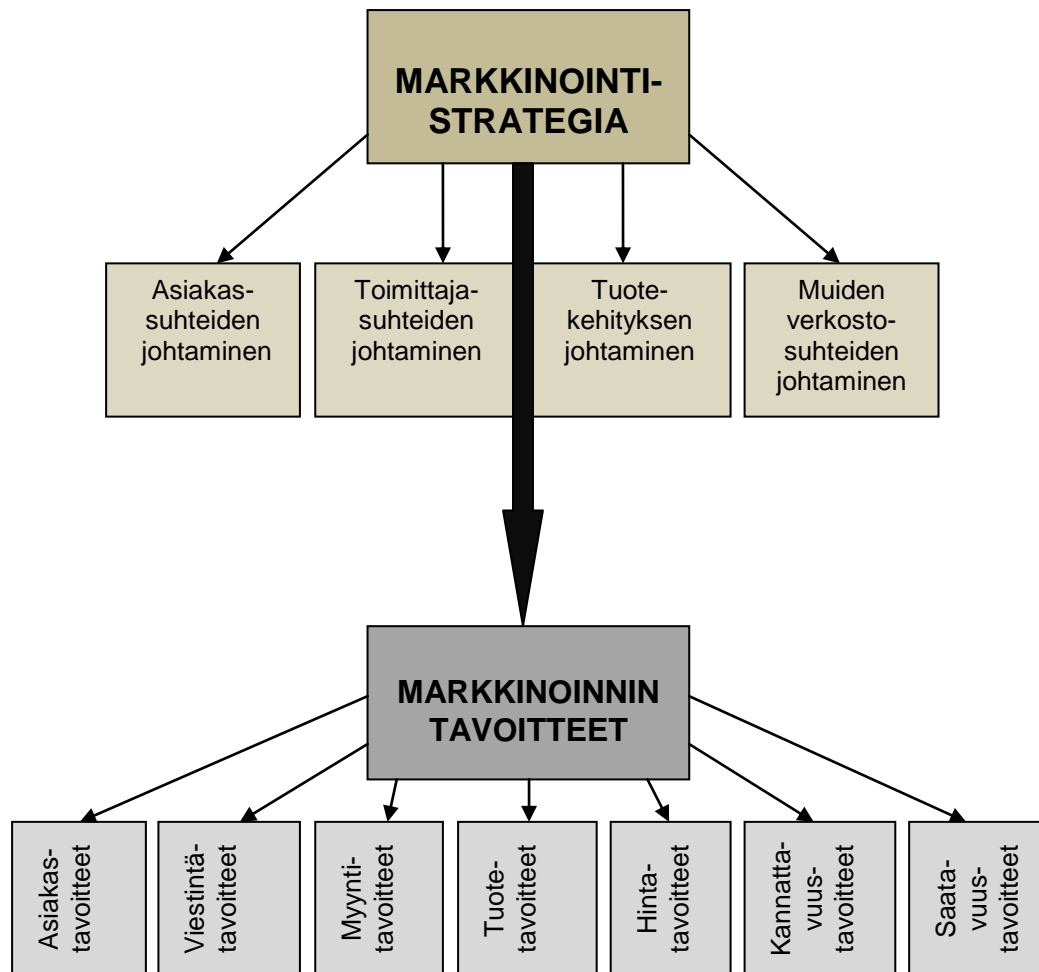 MARKKINOINTI-
STRATEGIA
Asiakas-
suhteiden
johtaminen
Toimittaja-
suhteiden
johtaminen
Tuote-
kehityksen
johtaminen
Muiden
verkosto-
suhteiden
johtaminen
MARKKINOINNIN
TAVOITTEET
Asiakas-
tavoitteet
Viestintä-
tavoitteet
Myynti-
tavoitteet
Tuote-
tavoitteet
Hinta-
tavoitteet
Kannatta-
vuus-
tavoitteet
Saata-
vuus-
tavoitteet